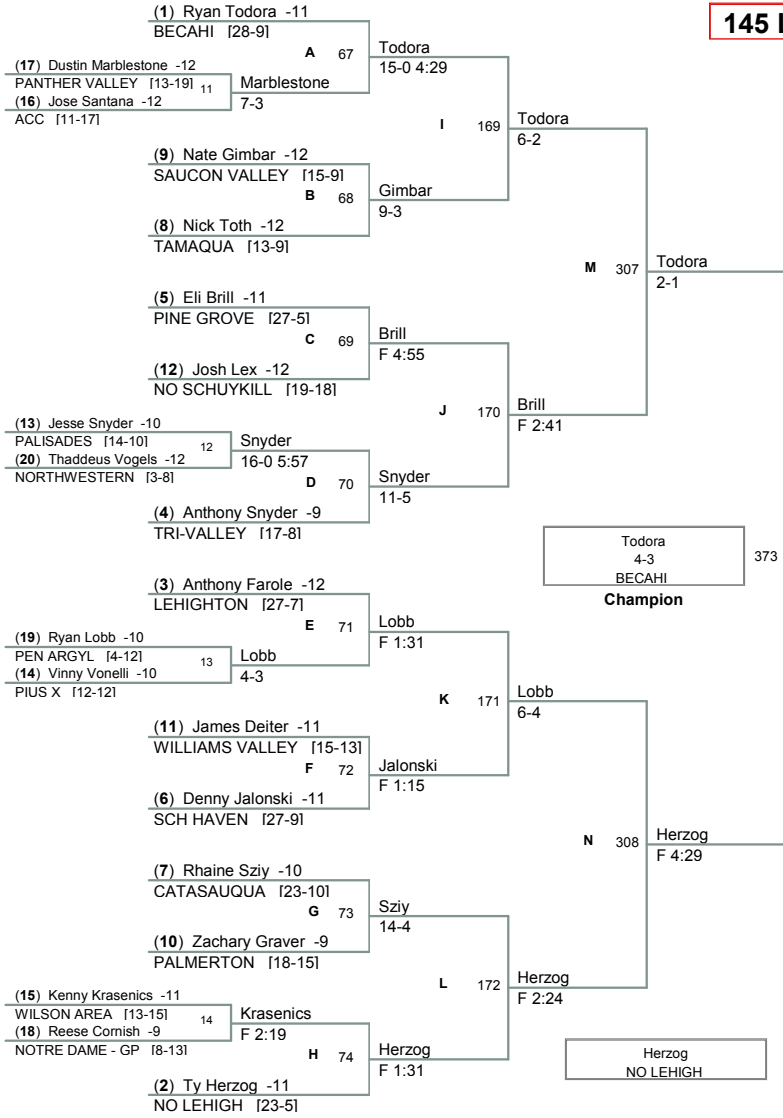 (1) Ryan Todora -11
145
BECAHI [28-9]
A 67
Todora
15-0 4:29
(17) Dustin Marblestone -12
PANTHER VALLEY [13-19]
11
Marblestone
7-3
(16) Jose Santana -12
ACC [11-17]
I 169
Todora
6-2
(9) Nate Gimbar -12
SAUCON VALLEY [15-9]
B 68
Gimbar
9-3
(8) Nick Toth -12
TAMAQUA [13-9]
M 307
Todora
2-1
(5) Eli Brill -11
PINE GROVE [27-5]
C 69
Brill
F 4:55
(12) Josh Lex -12
NO SCHUYKILL [19-18]
J 170
Brill
F 2:41
(13) Jesse Snyder -10
PALISADES [14-10]
12
Snyder
16-0 5:57
(20) Thaddeus Vogels -12
NORTHWESTERN [3-8]
D 70
Snyder
11-5
(4) Anthony Snyder -9
TRI-VALLEY [17-8]
Todora
4-3
BECAHI
373
Champion
(3) Anthony Farole -12
LEHIGHTON [27-7]
E 71
Lobb
F 1:31
(19) Ryan Lobb -10
PEN ARGYL [4-12]
13
Lobb
4-3
(14) Vinny Vonelli -10
PIUS X [12-12]
K 171
Lobb
6-4
(11) James Deiter -11
WILLIAMS VALLEY [15-13]
F 72
Jalonski
F 1:15
(6) Denny Jalonski -11
SCH HAVEN [27-9]
N 308
Herzog
F 4:29
(7) Rhaine Sziy -10
CATASAUQUA [23-10]
G 73
Sziy
14-4
(10) Zachary Graver -9
PALMERTON [18-15]
L 172
Herzog
F 2:24
(15) Kenny Krasenics -11
WILSON AREA [13-15]
14
Krasenics
F 2:19
(18) Reese Cornish -9
NOTRE DAME - GP [8-13]
H 74
Herzog
F 1:31
(2) Ty Herzog -11
NO LEHIGH [23-5]
Herzog
NO LEHIGH